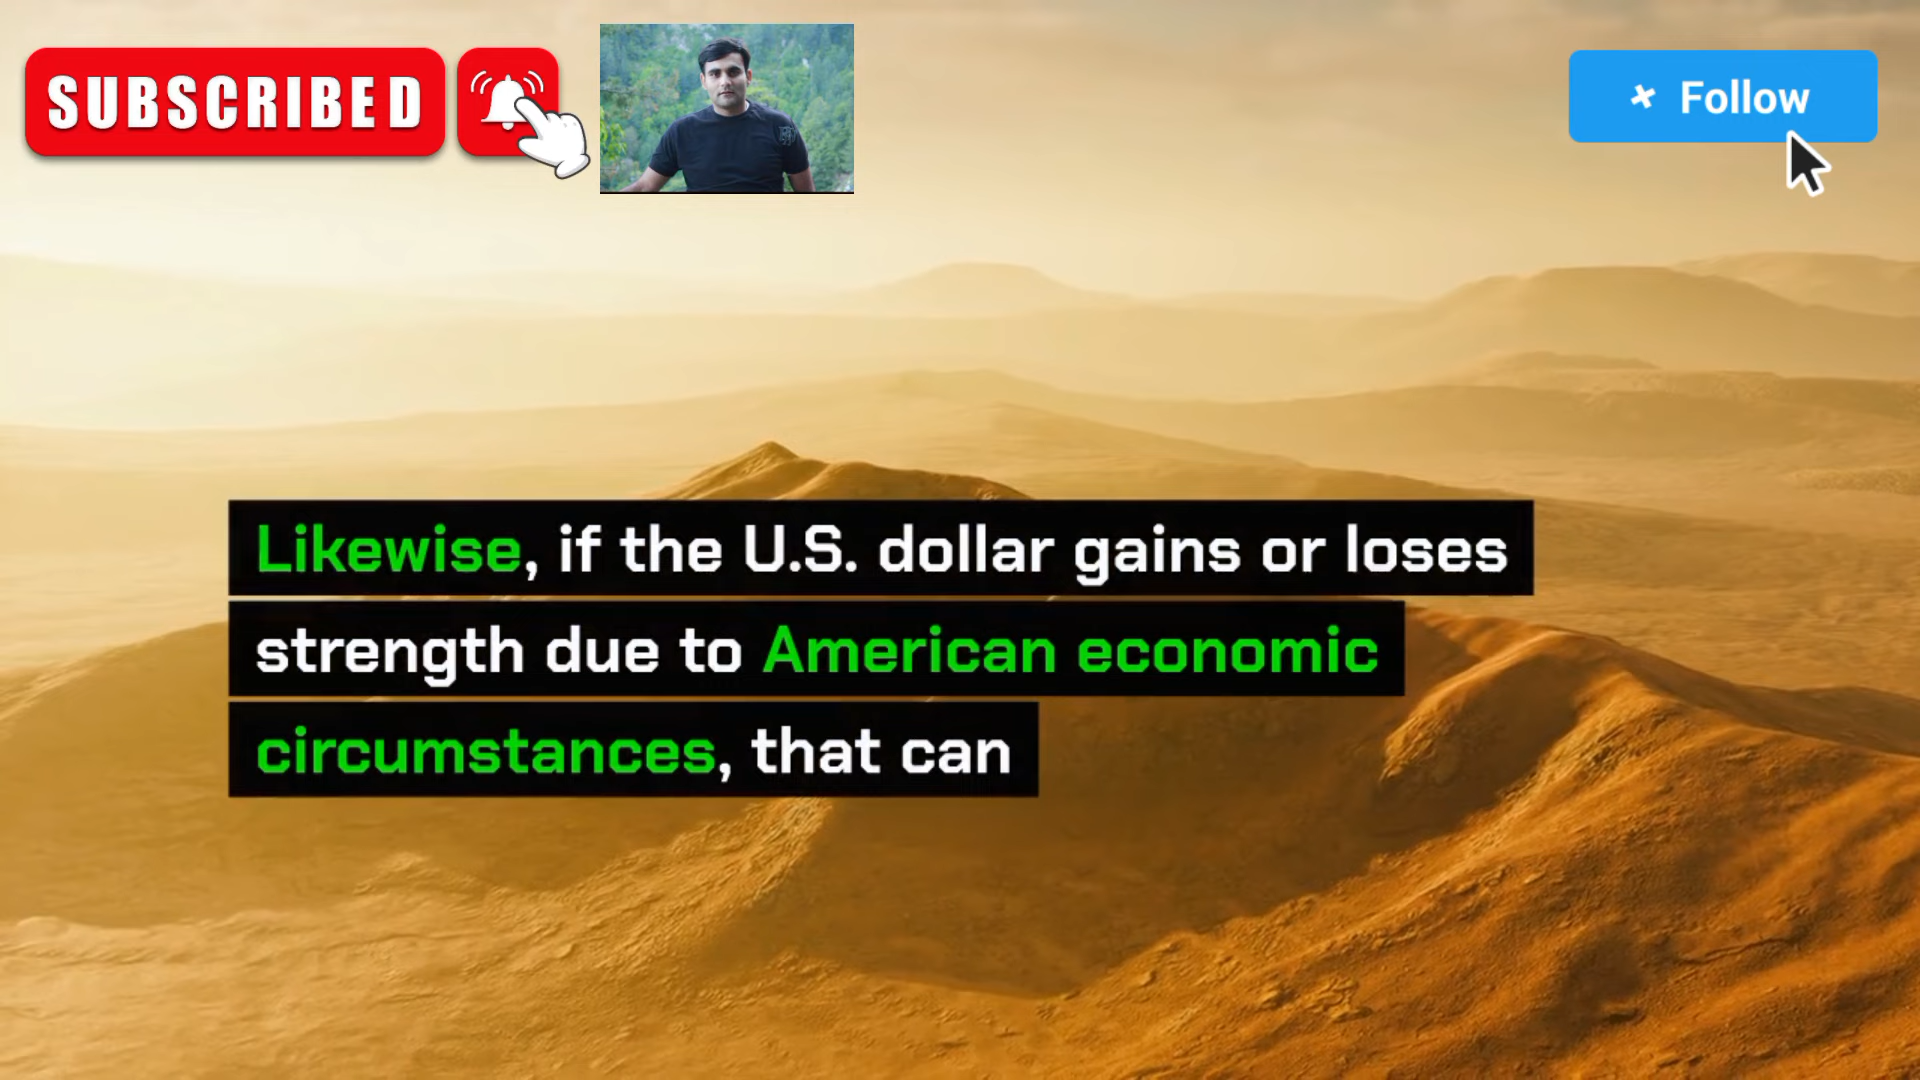 SUBSCRIBED
Follow
Likewise, if the U.S. dollar gains or loses
strength due to American economic
circumstances, that can